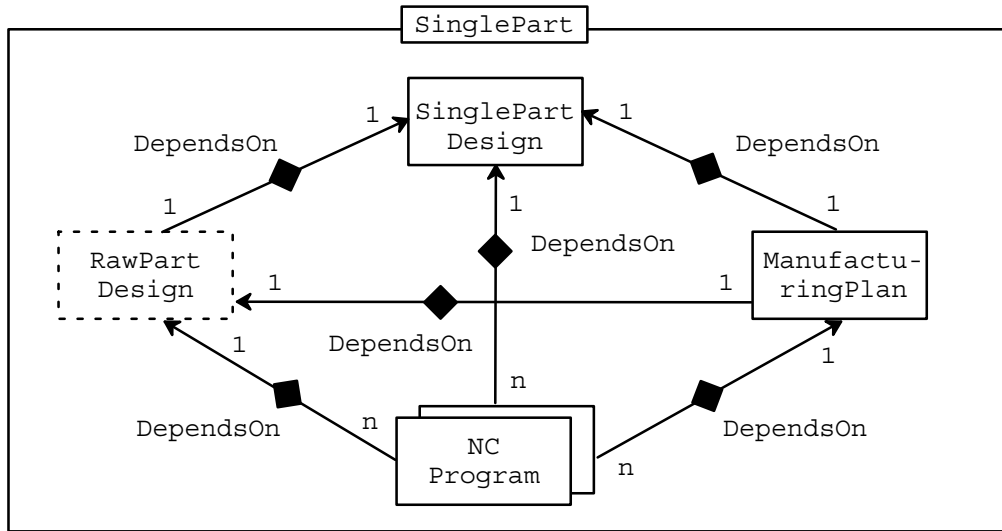 SinglePart
SinglePart
Design
1
1
DependsOn
DependsOn
1
1
1
RawPart
Design
DependsOn
Manufactu-
ringPlan
1
1
DependsOn
1
1
n
DependsOn
n
n
DependsOn
NC
Program